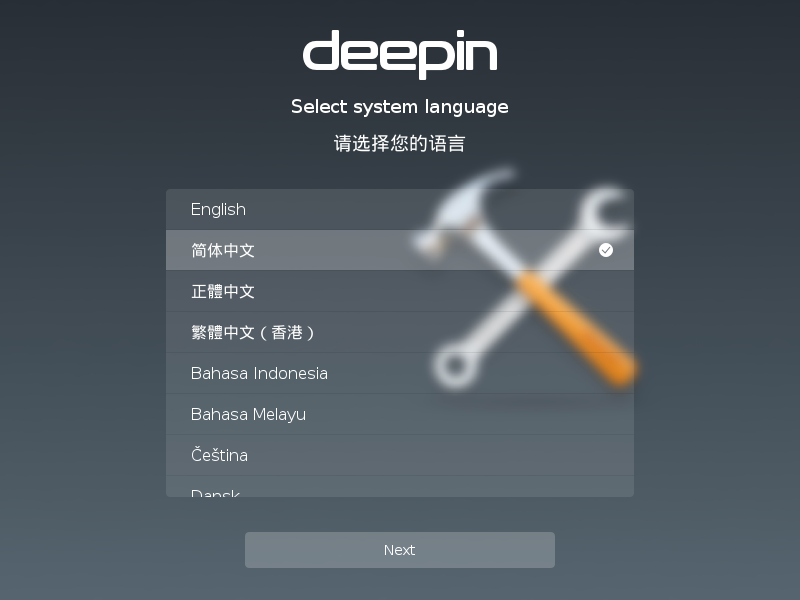 deepin
Select system language
请选择您的语言
English
简体中文
正體中文
繁體中文（香港）
Bahasa Indonesia
Bahasa Melayu
Čeština
Dansk
Next